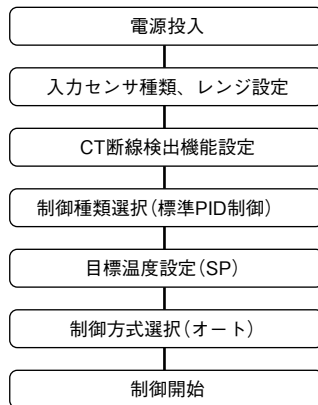 電源投入
入力センサ種類、レンジ設定
CT断線検出機能設定
制御種類選択(標準PID制御)
目標温度設定(SP)
制御方式選択(オート)
制御開始